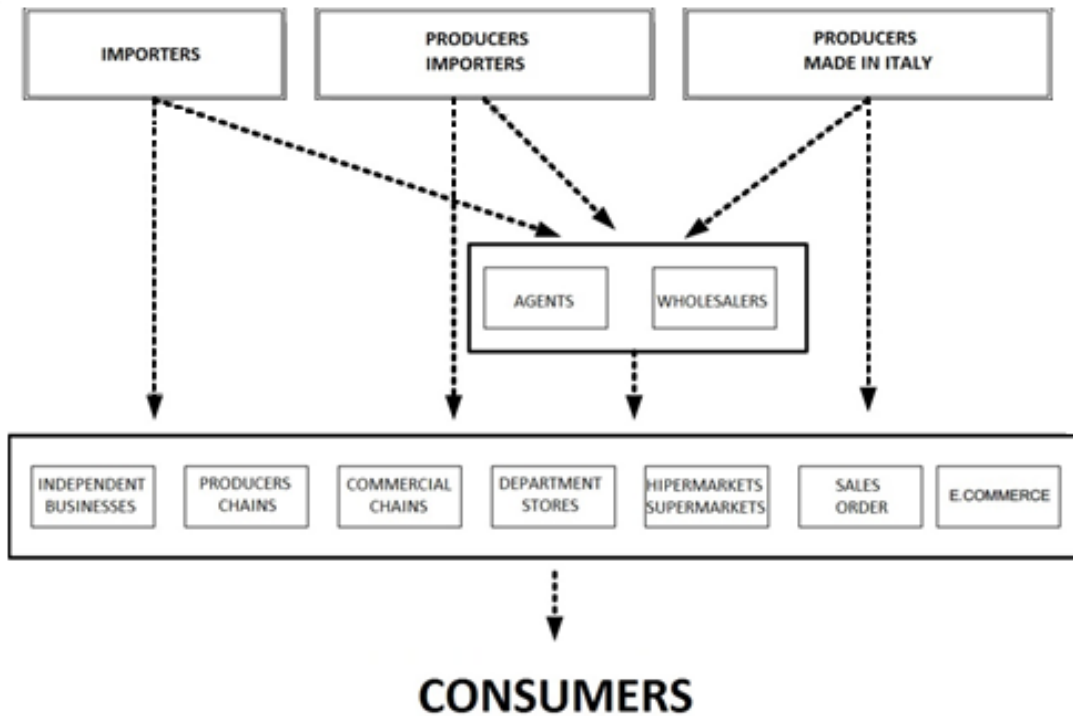 IMPORTERS
PRODUCERS
IMPORTERS
PRODUCERS
MADE IN ITALY
AGENTS
WHOLESALERS
INDEPENDENT
BUSINESSES
PRODUCERS
CHAINS
COMMERCIAL
CHAINS
DEPARTMENT
STORES
HIPERMARKETS
SUPERMARKETS
SALES
ORDER
E.COMMERCE
CONSUMERS